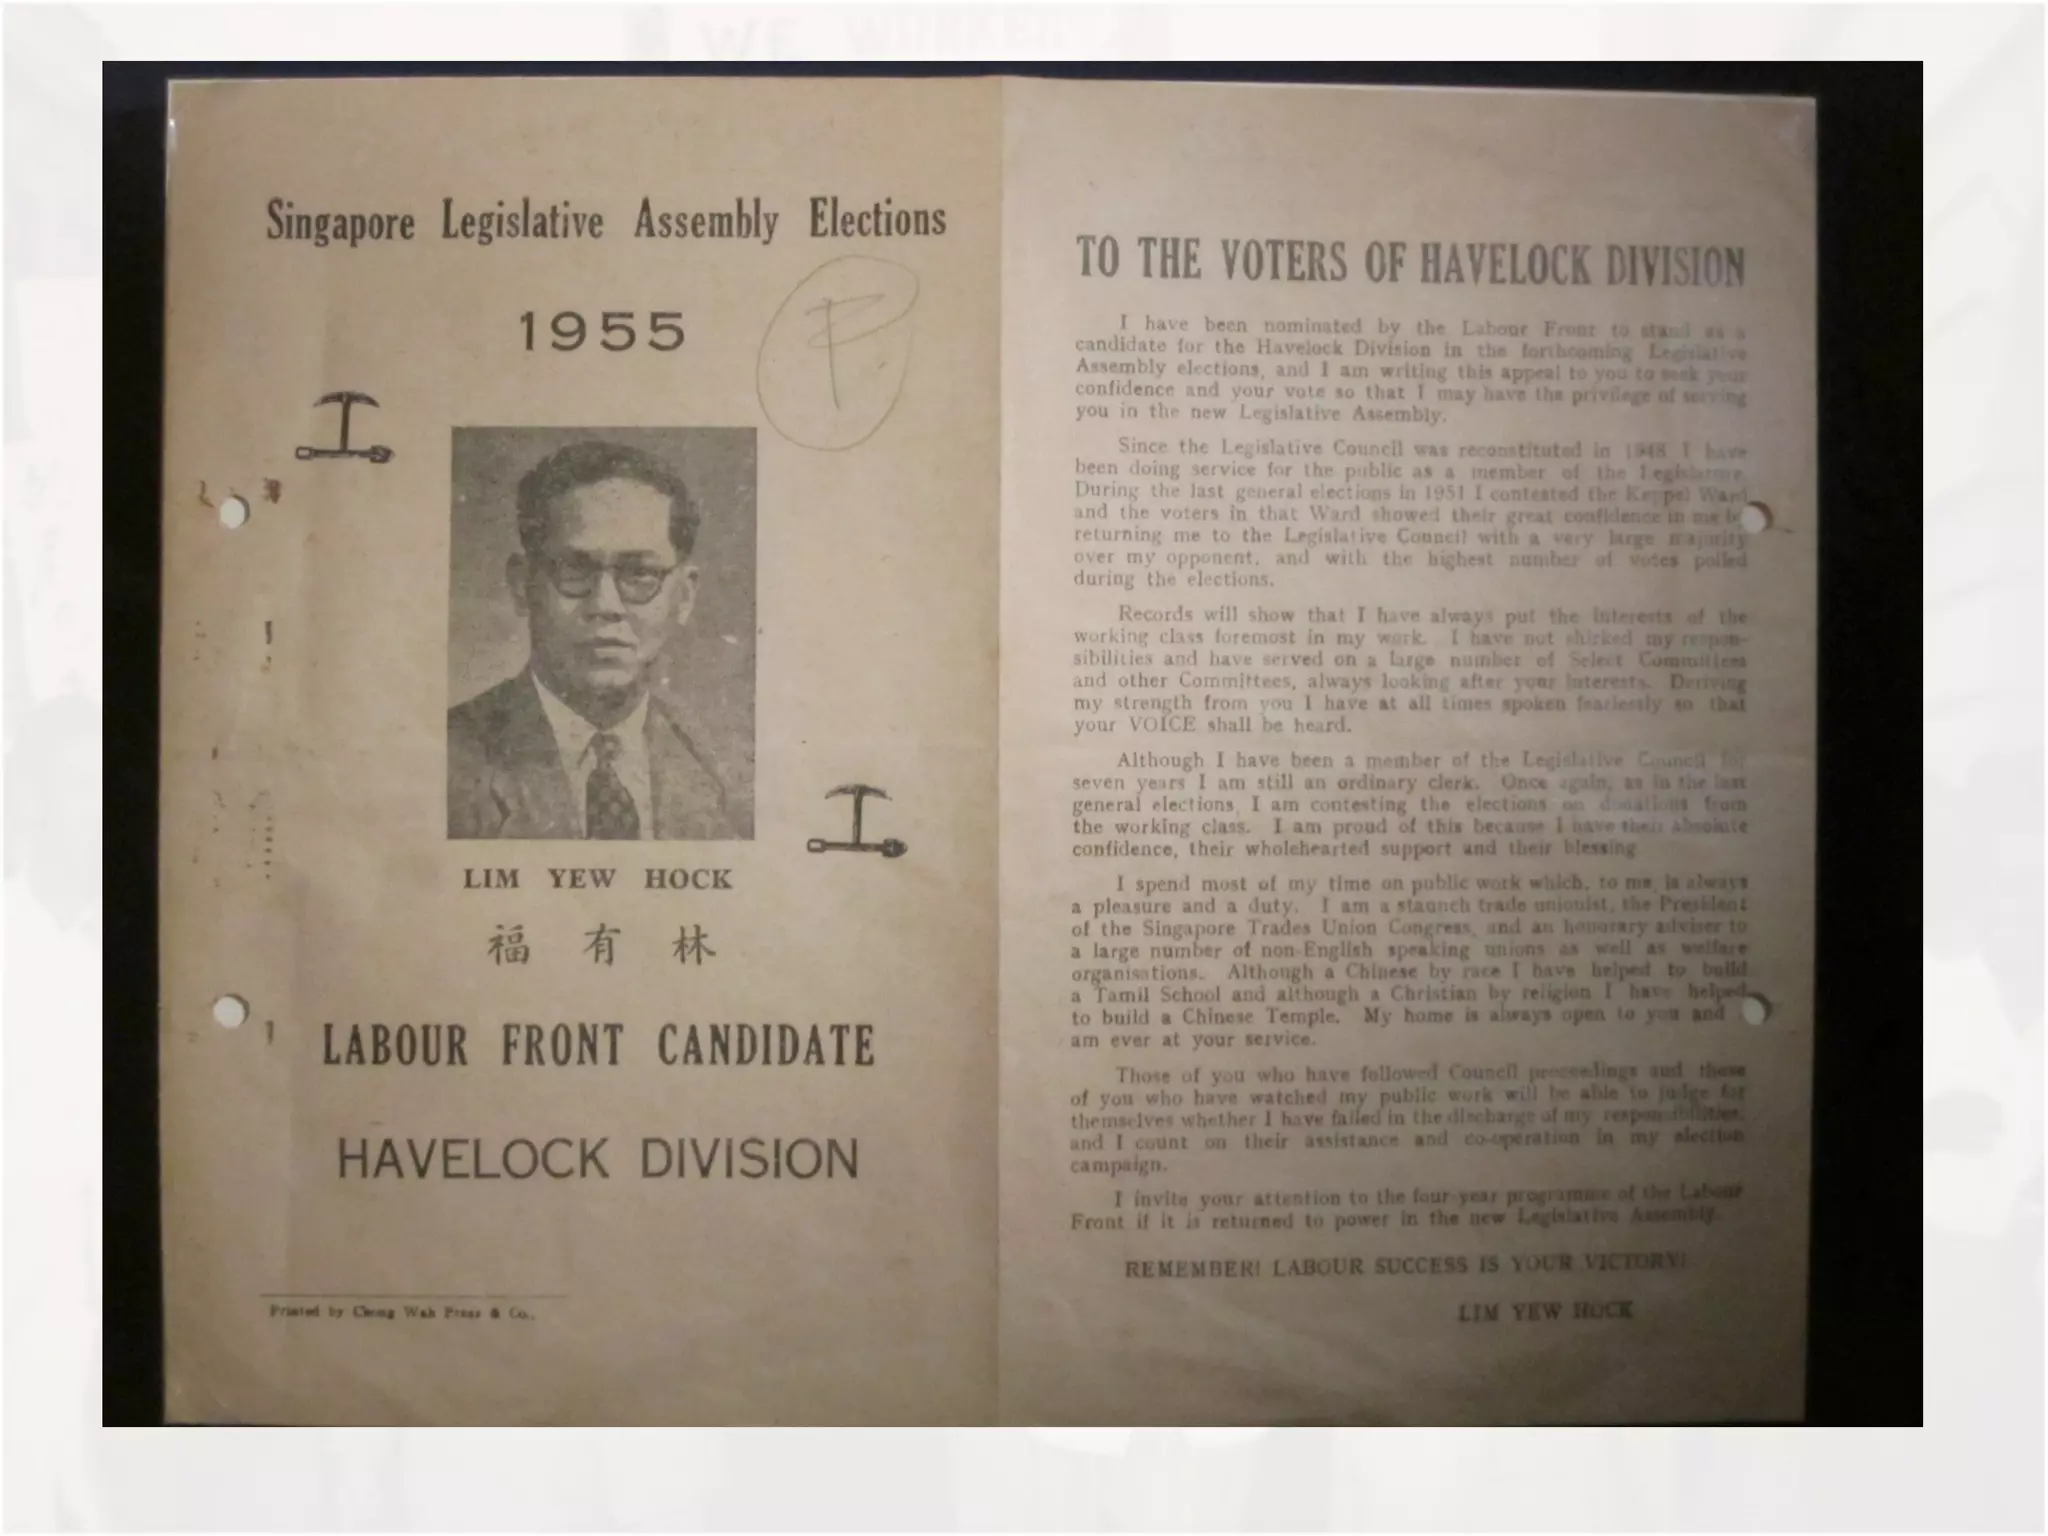 WE WORKER
Singapore Legislative Assembly Elections
1955
LIM YEW HOCK
福有林
LABOUR FRONT CANDIDATE
HAVELOCK DIVISION
Printed by Chong Wah Press & Co.,
TO THE VOTERS OF HAVELOCK DIVISION
I have been nominated by the Labour Front to stand as a
candidate for the Havelock Division in the forthcoming Legislative
Assembly elections, and I am writing this appeal to you to seek your
confidence and your vote so that I may have the privilege of serving
you in the new Legislative Assembly.
Since the Legislative Council was reconstituted in 1948 I have
been doing service for the public as a member of the Legislature.
During the last general elections in 1951 I contested the Keppel Ward
and the voters in that Ward showed their great confidence in me by
returning me to the Legislative Council with a very large majority
over my opponent, and with the highest number of votes polled
during the elections.
Records will show that I have always put the interests of the
working class foremost in my work. I have not shirked my respon-
sibilities and have served on a large number of Select Committees
and other Committees, always looking after your interests. Deriving
my strength from you I have at all times spoken fearlessly so that
your VOICE shall be heard.
Although I have been a member of the Legislative Council for
seven years I am still an ordinary clerk. Once again, as in the last
general elections, I am contesting the elections on donations from
the working class. I am proud of this because I have their absolute
confidence, their wholehearted support and their blessing
I spend most of my time on public work which, to me, is always
a pleasure and a duty. I am a staunch trade unionist, the President
of the Singapore Trades Union Congress, and an honorary adviser to
a large number of non-English speaking unions as well as welfare
organisations. Although a Chinese by race I have helped to build
a Tamil School and although a Christian by religion I have helped
to build a Chinese Temple. My home is always open to you and
am ever at your service.
Those of you who have followed Council proceedings and those
of you who have watched my public work will be able to judge for
themselves whether I have failed in the discharge of my responsibilities,
and I count on their assistance and co-operation in my election
campaign.
I invite your attention to the four-year programme of the Labour
Front if it is returned to power in the new Legislative Assembly.
REMEMBER! LABOUR SUCCESS IS YOUR VICTORY!
LIM YEW HOCK